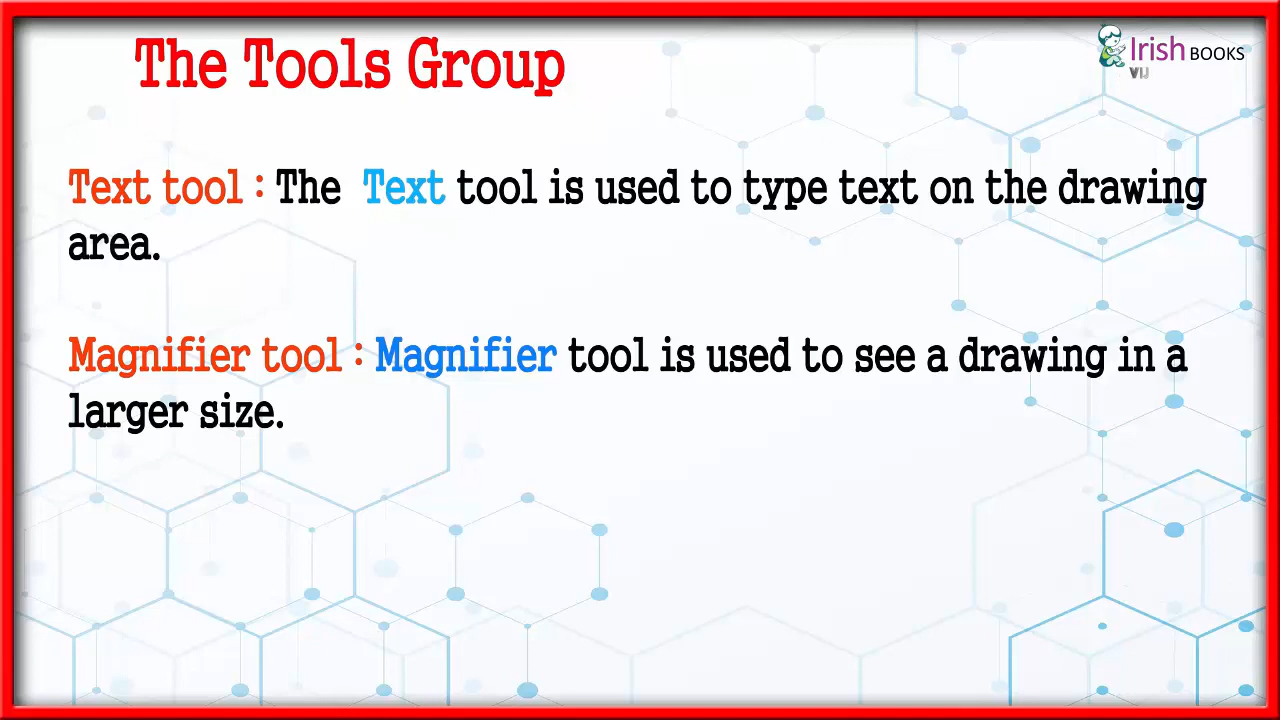 The Tools Group
Irish BOOKS
VIJ
Text tool : The Text tool is used to type text on the drawing
area.
Magnifier tool : Magnifier tool is used to see a drawing in a
larger size.